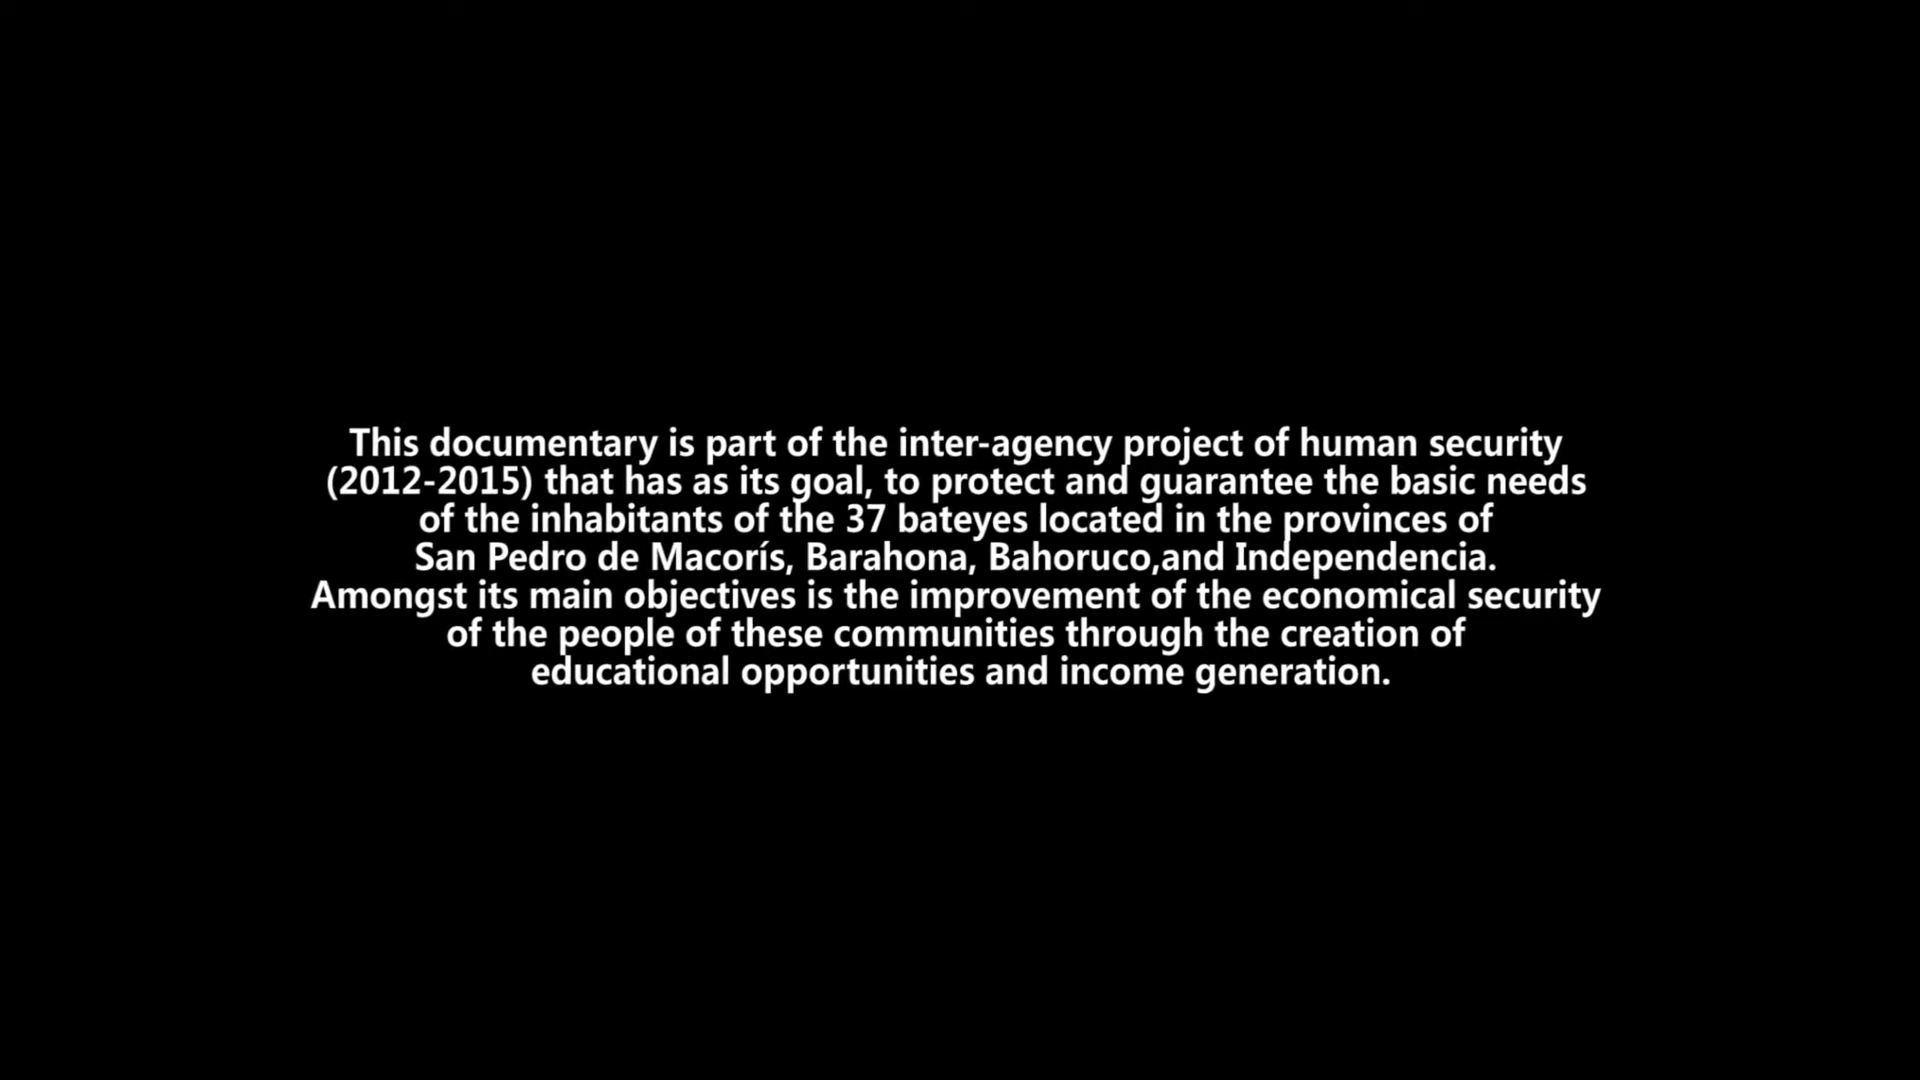 This documentary is part of the inter-agency project of human security
(2012-2015) that has as its goal, to protect and guarantee the basic needs
of the inhabitants of the 37 bateyes located in the provinces of
San Pedro de Macorís, Barahona, Bahoruco,and Independencia.
Amongst its main objectives is the improvement of the economical security
of the people of these communities through the creation of
educational opportunities and income generation.